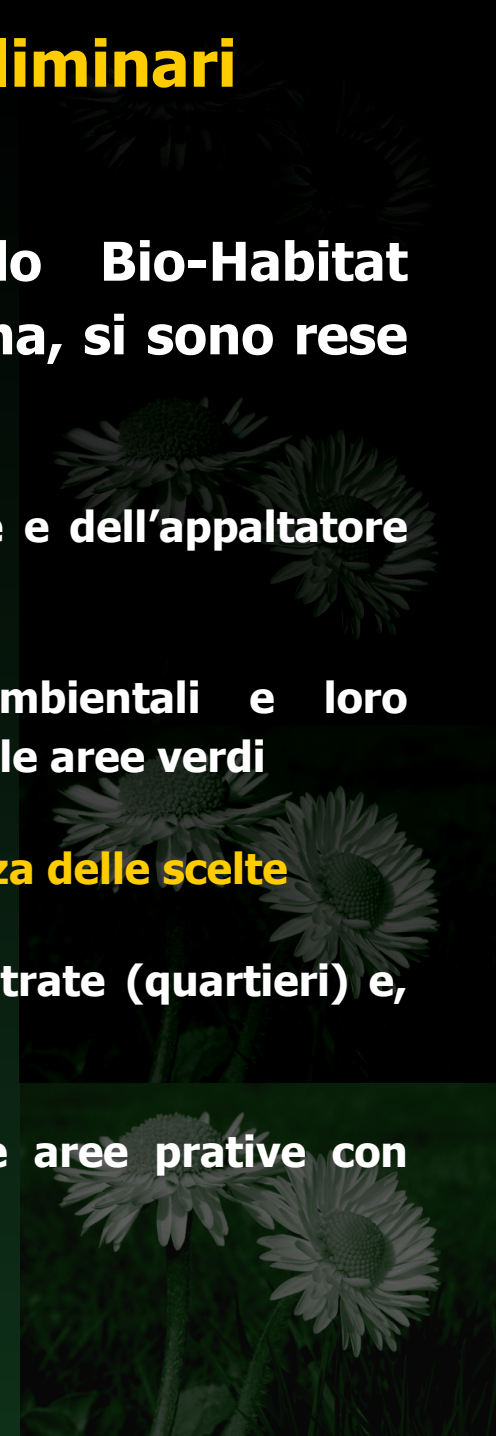 liminari
do Bio-Habitat
na, si sono rese
e e dell’appaltatore
mbientali e loro
le aree verdi
za delle scelte
trate (quartieri) e,
e aree prative con